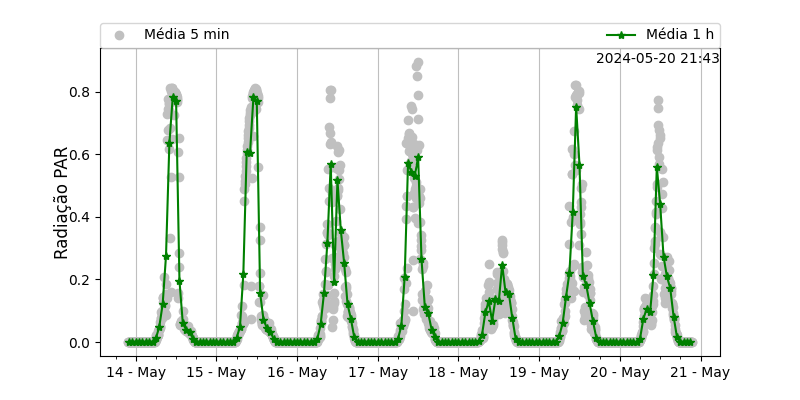 Média 5 min
Média 1 h
2024-05-20 21:43
Radiação PAR
0.8
0.6
0.4
0.2
0.0
14 - May
15 - May
16 - May
17 - May
18 - May
19 - May
20 - May
21 - May